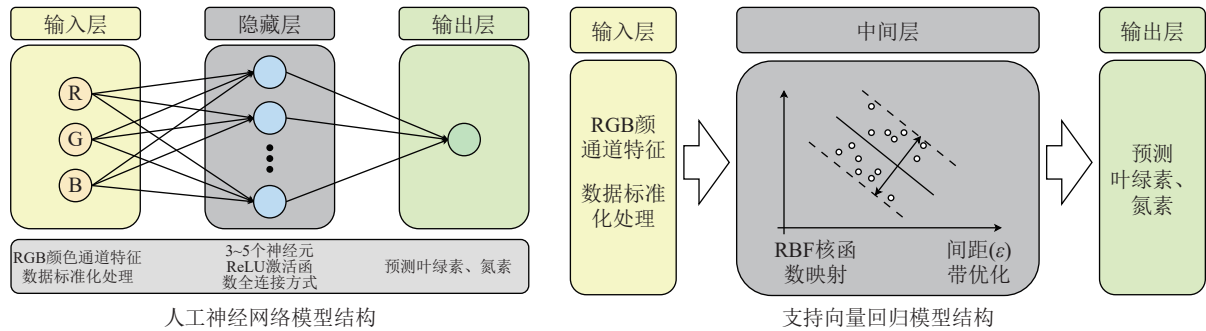 输入层
隐藏层
输出层
R
G
B
RGB颜色通道特征
数据标准化处理
3~5个神经元
ReLU激活函
数全连接方式
预测叶绿素、氮素
人工神经网络模型结构
输入层
中间层
输出层
RGB颜
通道特征
数据标准
化处理
RBF核函
数映射
间距(ε)
带优化
预测
叶绿素、
氮素
支持向量回归模型结构